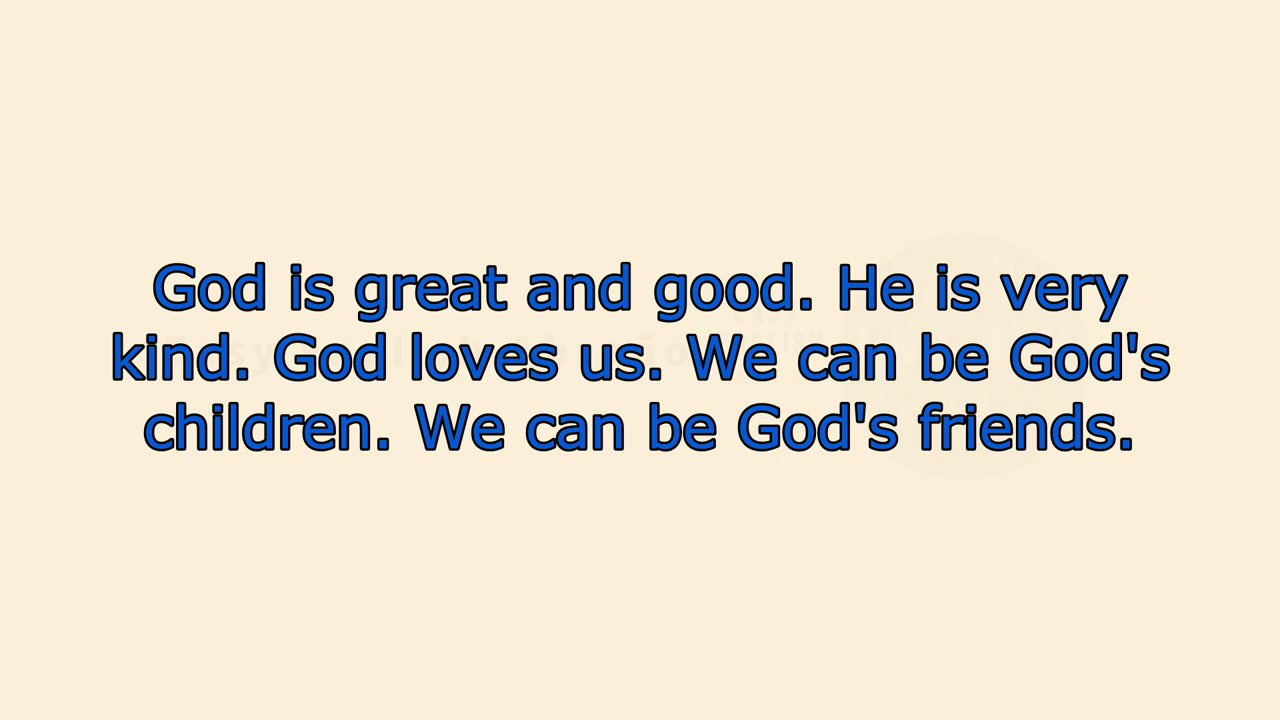 God is great and good. He is very
kind. God loves us. We can be God's
children. We can be God's friends.